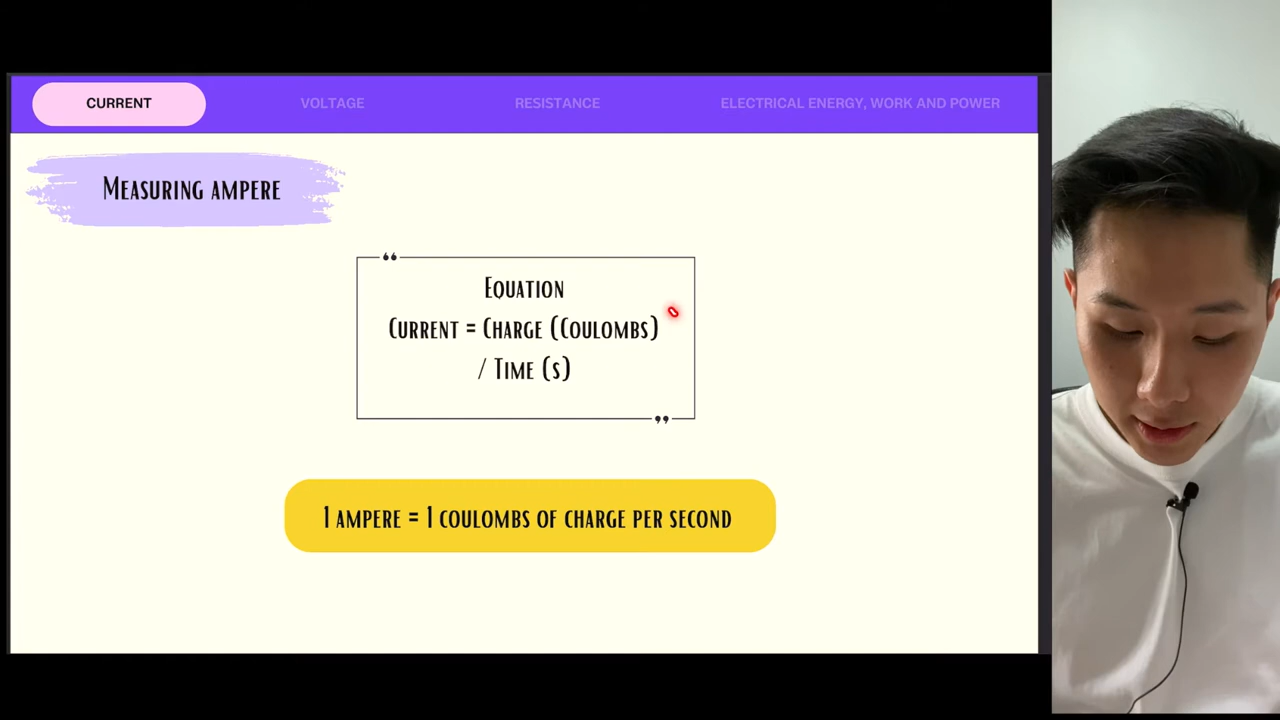 CURRENT VOLTAGE RESISTANCE ELECTRICAL ENERGY, WORK AND POWER
Measuring ampere
“
Equation
Current = Charge (Coulombs)
/ Time (s)
”
1 ampere = 1 coulombs of charge per second